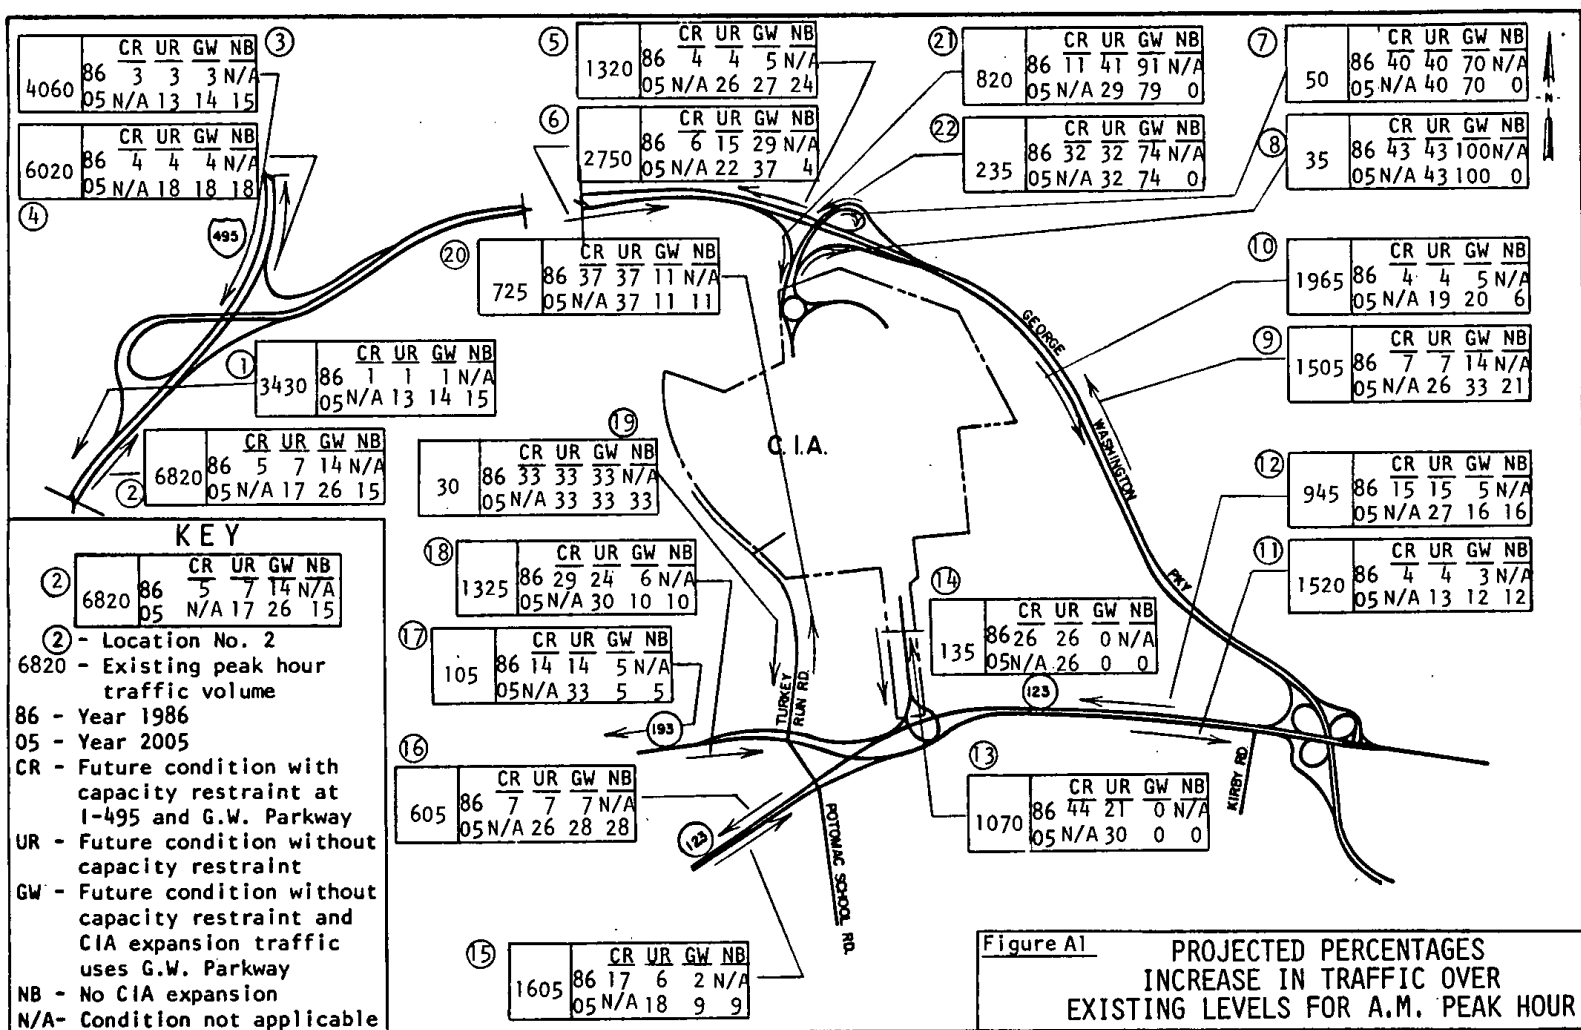 ③
CR UR GW NB
4060
86 3 3 3 N/A
05 N/A 13 14 15
CR UR GW NB
6020
86 4 4 4 N/A
05 N/A 18 18 18
④
495
⑤
CR UR GW NB
1320
86 4 4 5 N/A
05 N/A 26 27 24
⑥
CR UR GW NB
2750
86 6 15 29 N/A
05 N/A 22 37 4
㉑
CR UR GW NB
820
86 11 41 91 N/A
05 N/A 29 79 0
㉒
CR UR GW NB
235
86 32 32 74 N/A
05 N/A 32 74 0
⑦
CR UR GW NB
50
86 40 40 70 N/A
05 N/A 40 70 0
⑧
CR UR GW NB
35
86 43 43 100 N/A
05 N/A 43 100 0
N
⑳
CR UR GW NB
725
86 37 37 11 N/A
05 N/A 37 11 11
⑩
CR UR GW NB
1965
86 4 4 5 N/A
05 N/A 19 20 6
⑨
CR UR GW NB
1505
86 7 7 14 N/A
05 N/A 26 33 21
GEORGE
WASHINGTON
PKY
①
CR UR GW NB
3430
86 1 1 1 N/A
05 N/A 13 14 15
②
CR UR GW NB
6820
86 5 7 14 N/A
05 N/A 17 26 15
⑲
CR UR GW NB
30
86 33 33 33 N/A
05 N/A 33 33 33
C.I.A.
⑫
CR UR GW NB
945
86 15 15 5 N/A
05 N/A 27 16 16
⑪
CR UR GW NB
1520
86 4 4 3 N/A
05 N/A 13 12 12
⑱
CR UR GW NB
1325
86 29 24 6 N/A
05 N/A 30 10 10
⑰
CR UR GW NB
105
86 14 14 5 N/A
05 N/A 33 5 5
⑭
CR UR GW NB
135
86 26 26 0 N/A
05 N/A 26 0 0
TURKEY
RUN RD.
193
123
⑯
CR UR GW NB
605
86 7 7 7 N/A
05 N/A 26 28 28
⑬
CR UR GW NB
1070
86 44 21 0 N/A
05 N/A 30 0 0
KIRBY RD
123
POTOMAC SCHOOL RD.
⑮
CR UR GW NB
1605
86 17 6 2 N/A
05 N/A 18 9 9
KEY
②
CR UR GW NB
6820
86 5 7 14 N/A
05 N/A 17 26 15
② - Location No. 2
6820 - Existing peak hour
traffic volume
86 - Year 1986
05 - Year 2005
CR - Future condition with
capacity restraint at
I-495 and G.W. Parkway
UR - Future condition without
capacity restraint
GW - Future condition without
capacity restraint and
CIA expansion traffic
uses G.W. Parkway
NB - No CIA expansion
N/A- Condition not applicable
Figure A1
PROJECTED PERCENTAGES
INCREASE IN TRAFFIC OVER
EXISTING LEVELS FOR A.M. PEAK HOUR